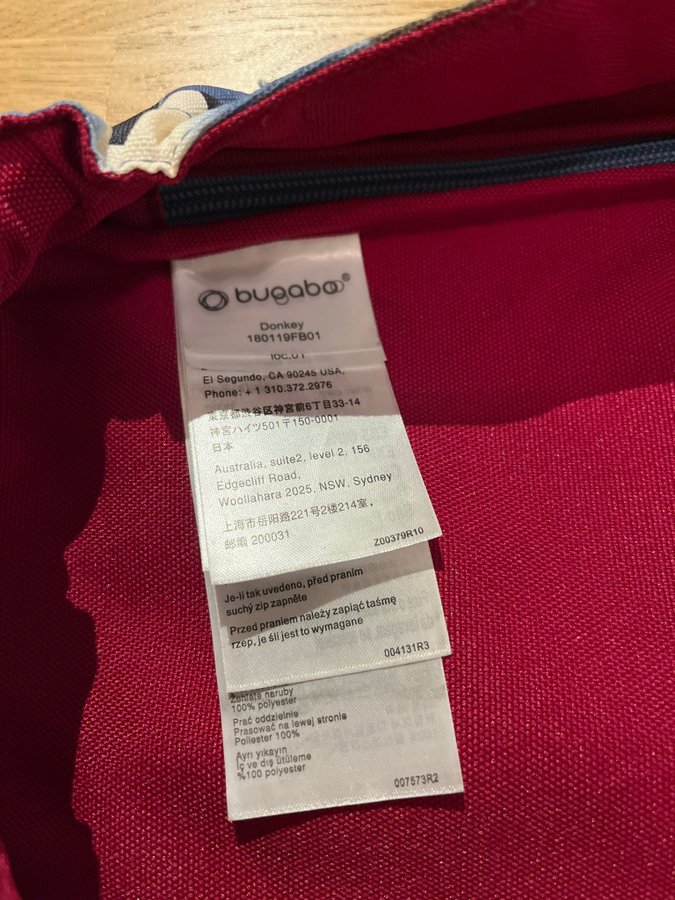 bugaboo®
Donkey
180119FB01
El Segundo, CA 90245 USA,
Phone: + 1 310.372.2976
東京都渋谷区神宮前6丁目33-14
神宮ハイツ501〒150-0001
日本
Australia, suite2, level 2. 156
Edgecliff Road,
Woollahara 2025. NSW. Sydney
上海市岳阳路221号2楼214室,
邮编 200031
Z00379R10
Je-li tak uvedeno, před praním
suchý zip zapněte
Przed praniem należy zapiąć taśmę
rzep, je śli jest to wymagane
004131R3
Žehlete naruby
100% polyester
Prać oddzielnie
Prasować na lewej stronie
Poliester 100%
Ayrı yıkayın
İç ve dış ütüleme
%100 polyester
007573R2